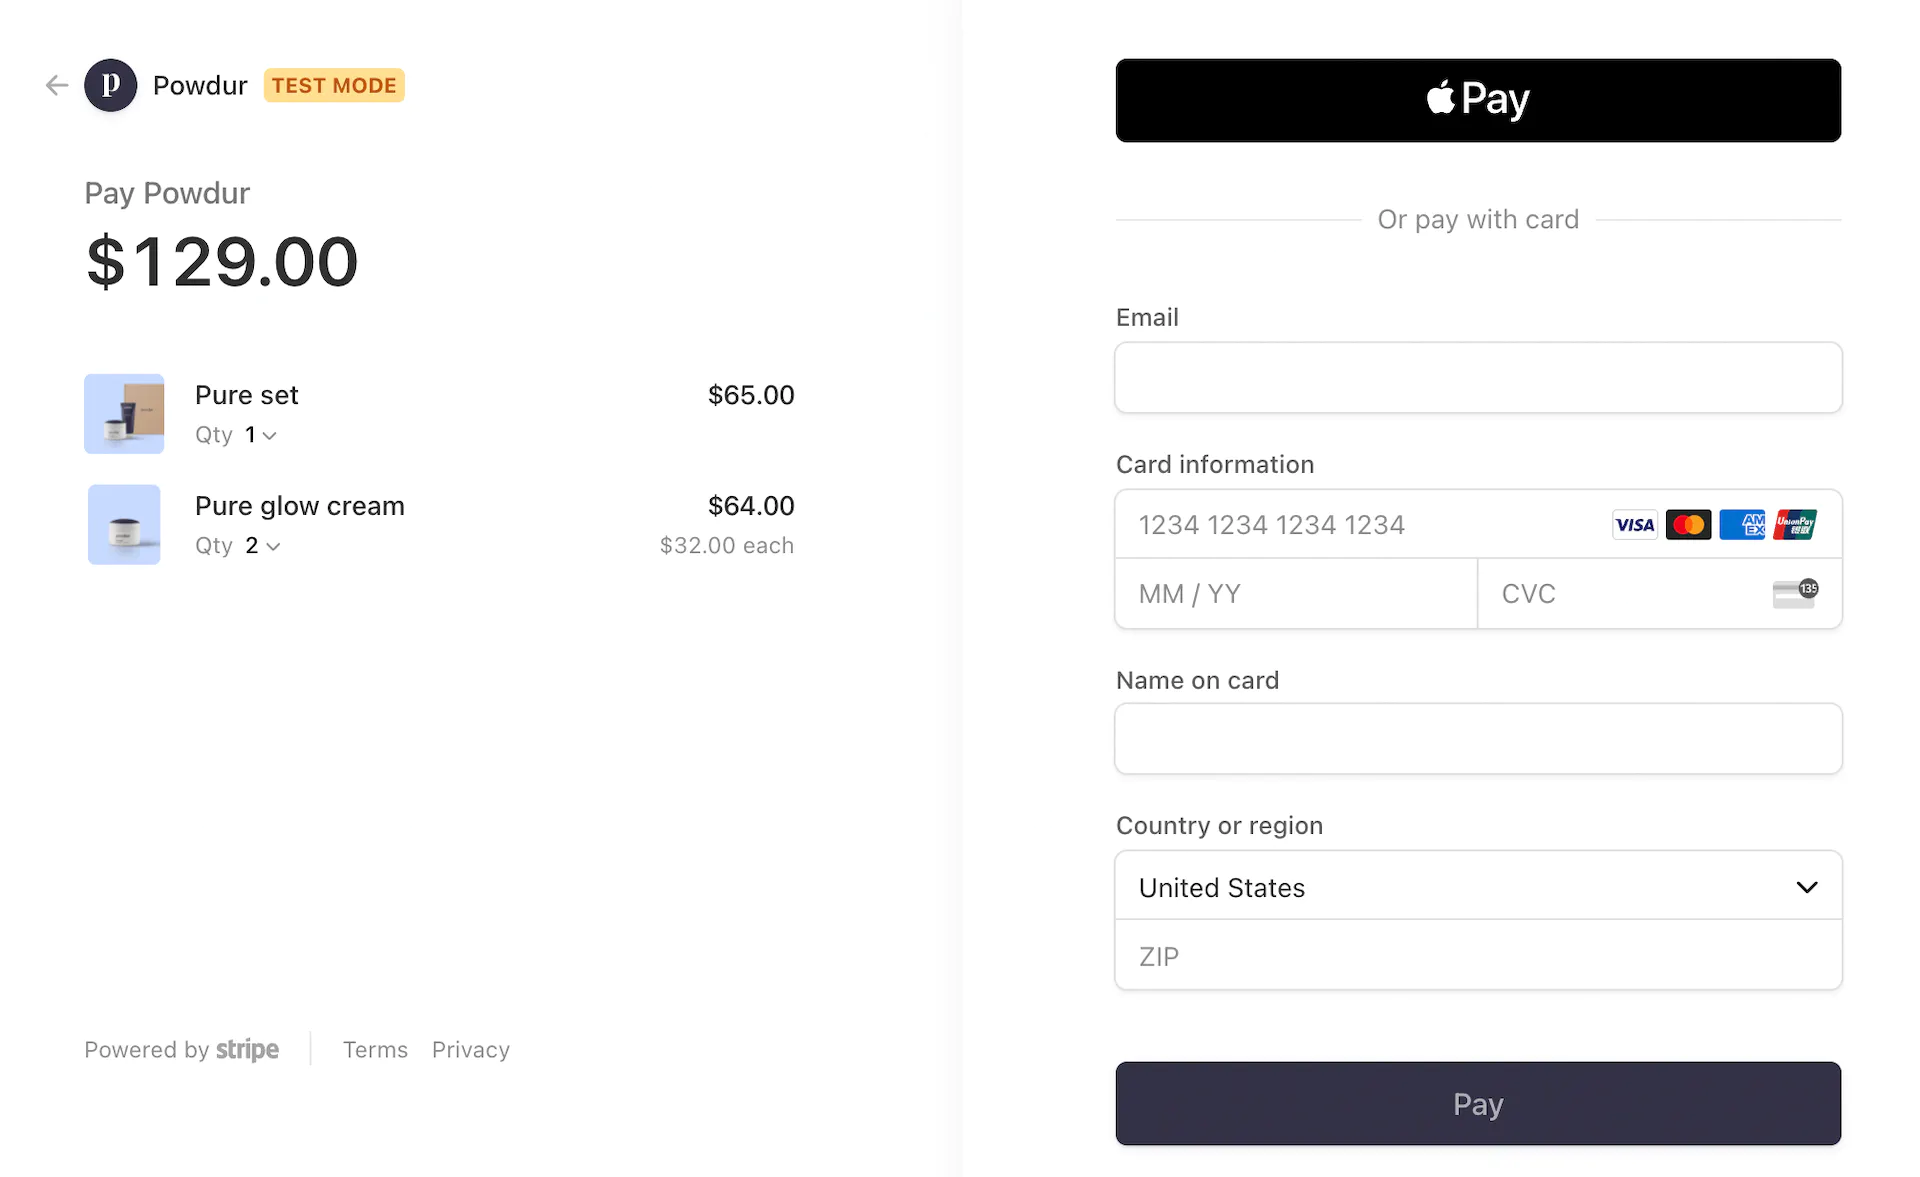 p Powdur TEST MODE
Pay Powdur
$129.00
Pure set $65.00
Qty 1
Pure glow cream $64.00
Qty 2 $32.00 each
Powered by stripe Terms Privacy
Pay
Or pay with card
Email
Card information
1234 1234 1234 1234 VISA AM EX UnionPay 银联
MM / YY CVC 135
Name on card
Country or region
United States
ZIP
Pay